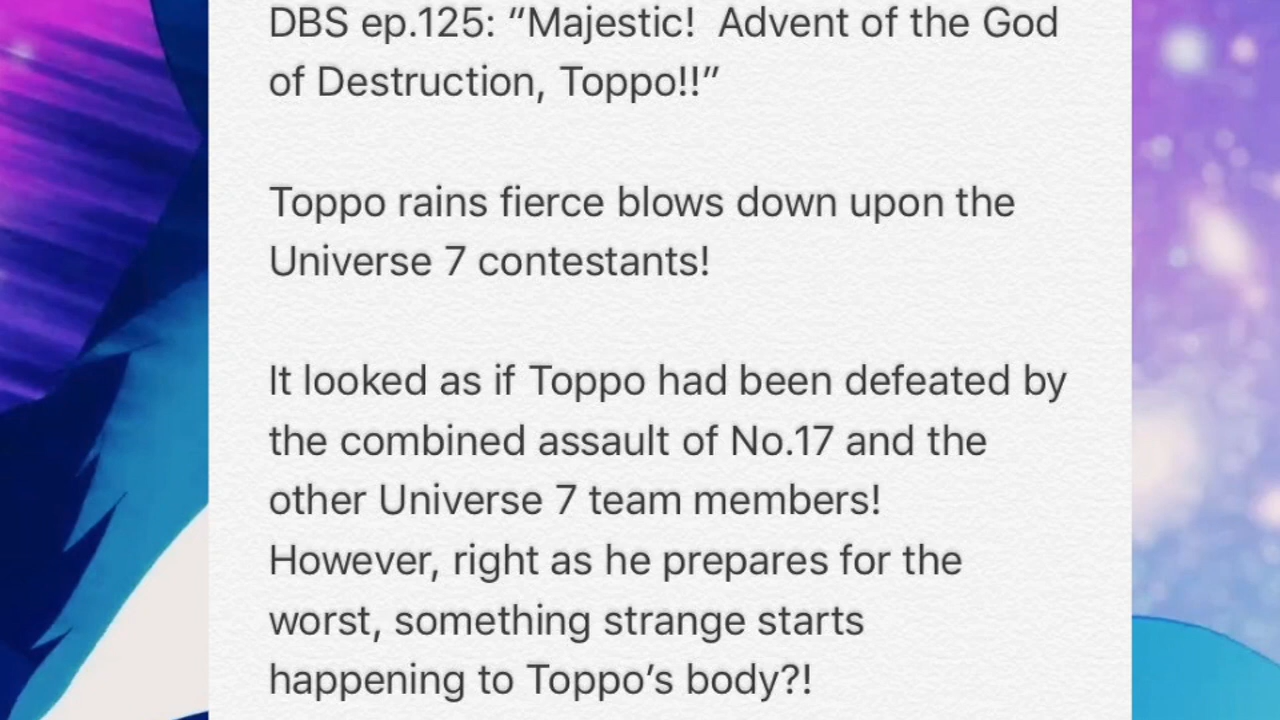 DBS ep.125: “Majestic!  Advent of the God
of Destruction, Toppo!!”
Toppo rains fierce blows down upon the
Universe 7 contestants!
It looked as if Toppo had been defeated by
the combined assault of No.17 and the
other Universe 7 team members!
However, right as he prepares for the
worst, something strange starts
happening to Toppo’s body?!